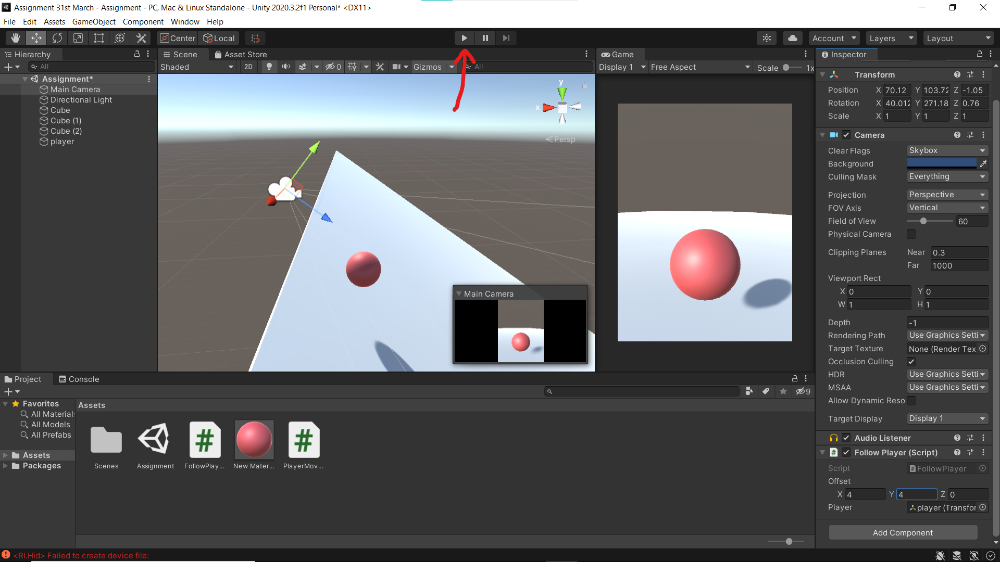 Assignment 31st March - Assignment - PC, Mac & Linux Standalone - Unity 2020.3.2f1 Personal* <DX11>
File Edit Assets GameObject Component Window Help
Center Local Account Layers Layout
Hierarchy
All
Assignment*
Main Camera
Directional Light
Cube
Cube (1)
Cube (2)
player
Scene Asset Store
Shaded 2D 0 Gizmos All
y
x
Persp
Main Camera
Game
Display 1 Free Aspect Scale 1x
Inspector
Transform
Position X 70.12 Y 103.72 Z -1.05
Rotation X 40.012 Y 271.18 Z 0.76
Scale X 1 Y 1 Z 1
Camera
Clear Flags Skybox
Background
Culling Mask Everything
Projection Perspective
FOV Axis Vertical
Field of View 60
Physical Camera
Clipping Planes Near 0.3
Far 1000
Viewport Rect
X 0 Y 0
W 1 H 1
Depth -1
Rendering Path Use Graphics Setti
Target Texture None (Render Tex
Occlusion Culling
HDR Use Graphics Setti
MSAA Use Graphics Setti
Allow Dynamic Reso
Target Display Display 1
Audio Listener
# Follow Player (Script)
Script # FollowPlayer
Offset
X 4 Y 4 Z 0
Player player (Transfor
Add Component
Project Console
9
Favorites
All Materials
All Models
All Prefabs
Assets
Packages
Assets
# #
Scenes Assignment FollowPlay... New Mater... PlayerMov...
<RI.Hid> Failed to create device file: